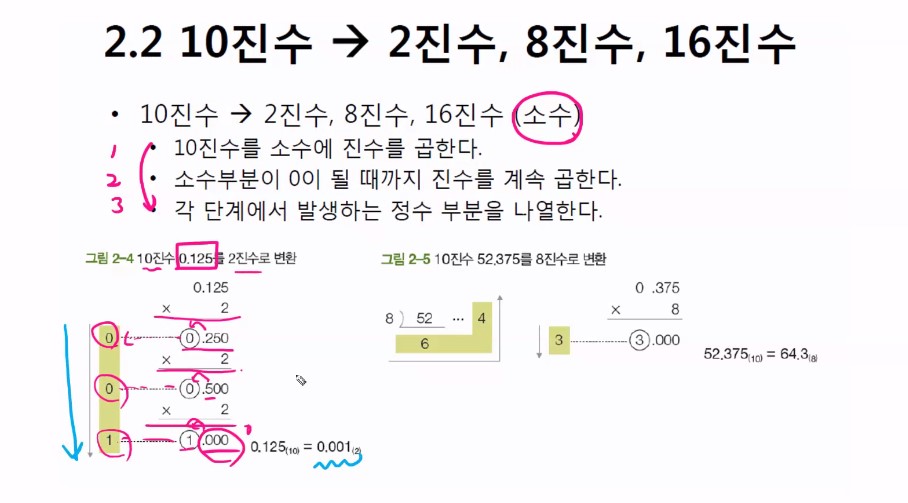 2.2 10진수 → 2진수, 8진수, 16진수
• 10진수 → 2진수, 8진수, 16진수 (소수)
1 • 10진수를 소수에 진수를 곱한다.
2 • 소수부분이 0이 될 때까지 진수를 계속 곱한다.
3 • 각 단계에서 발생하는 정수 부분을 나열한다.
그림 2-4 10진수 0.125를 2진수로 변환
0.125
× 2
0 0.250
× 2
0 0.500
× 2
1 1.000
0.125(10) = 0.001(2)
그림 2-5 10진수 52.375를 8진수로 변환
8 ) 52 ··· 4
6
0 .375
× 8
3 3.000
52.375(10) = 64.3(8)